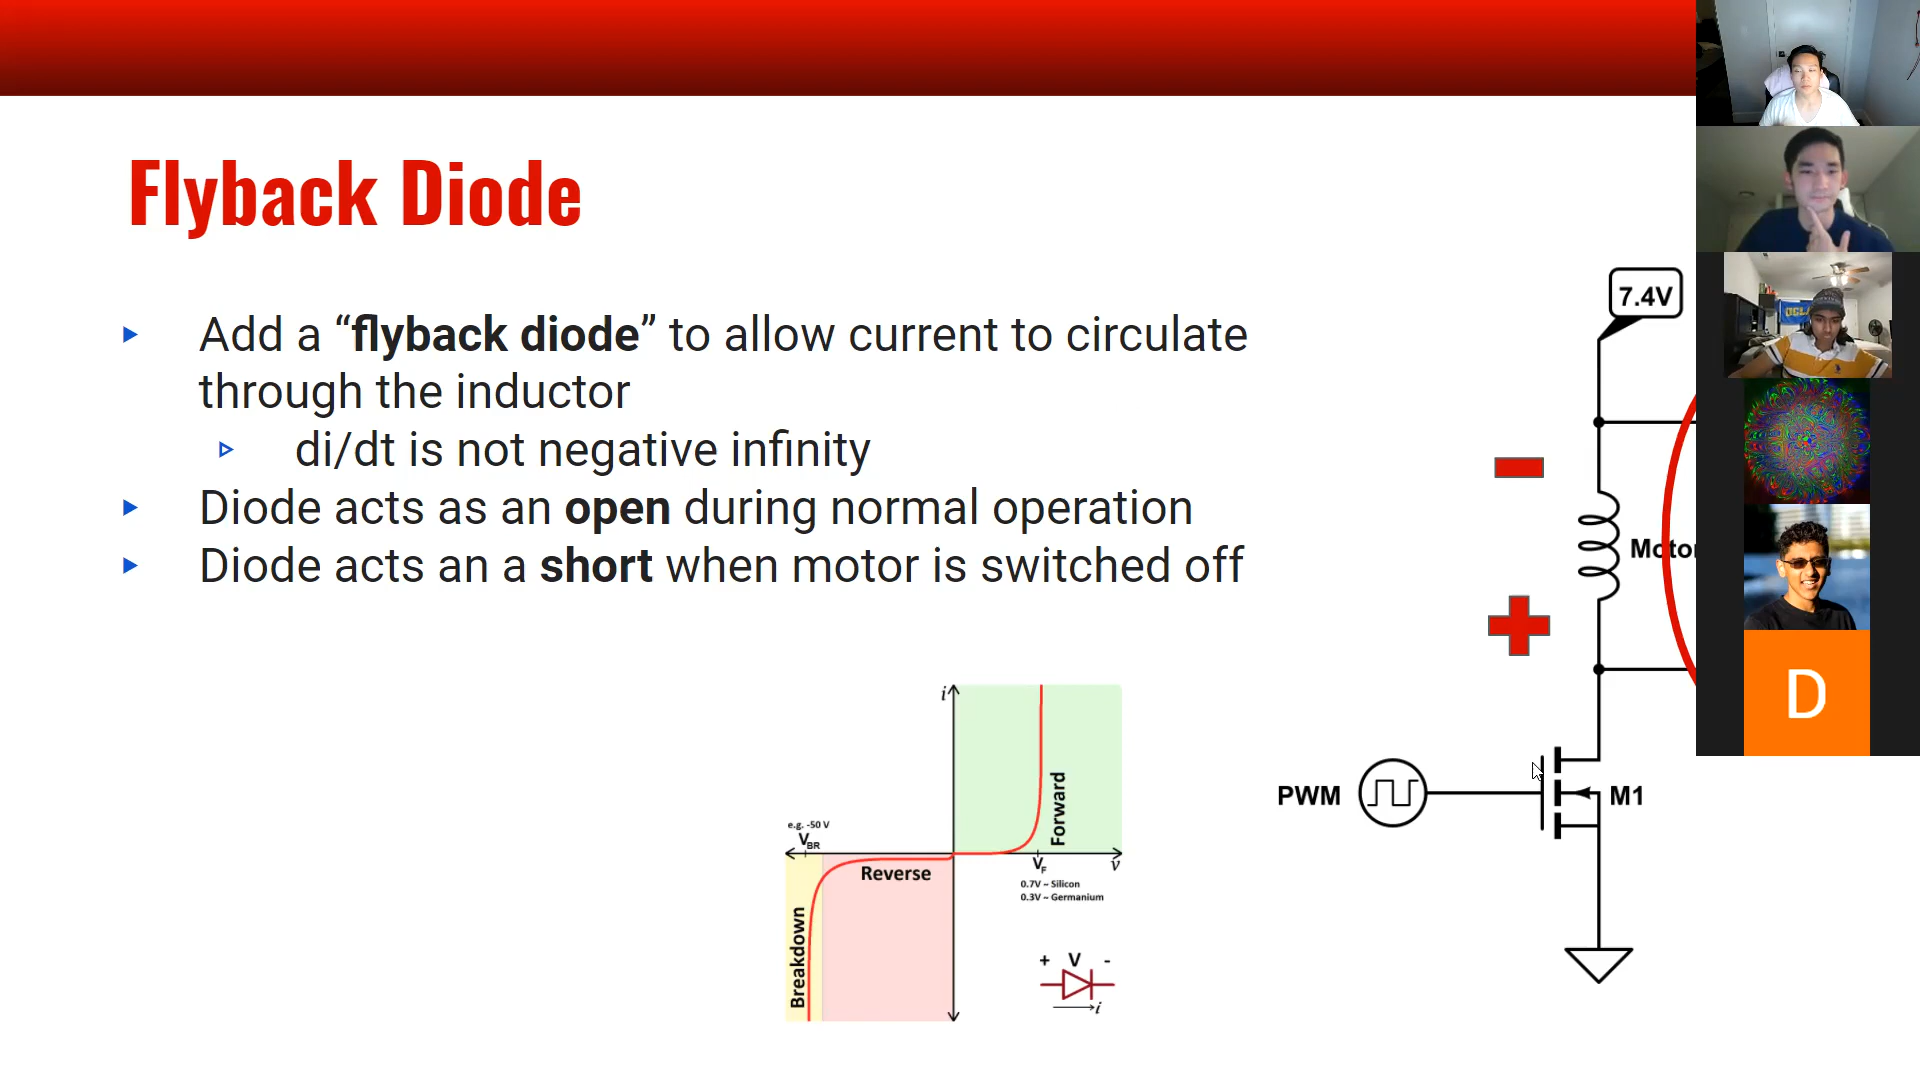 Flyback Diode
Add a “flyback diode” to allow current to circulate
through the inductor
di/dt is not negative infinity
Diode acts as an open during normal operation
Diode acts an a short when motor is switched off
7.4V
Motor
PWM
M1
i
Forward
e.g. -50 V
VBR
VF
v
Reverse
0.7V ~ Silicon
0.3V ~ Germanium
Breakdown
+ V -
i
UCL
D